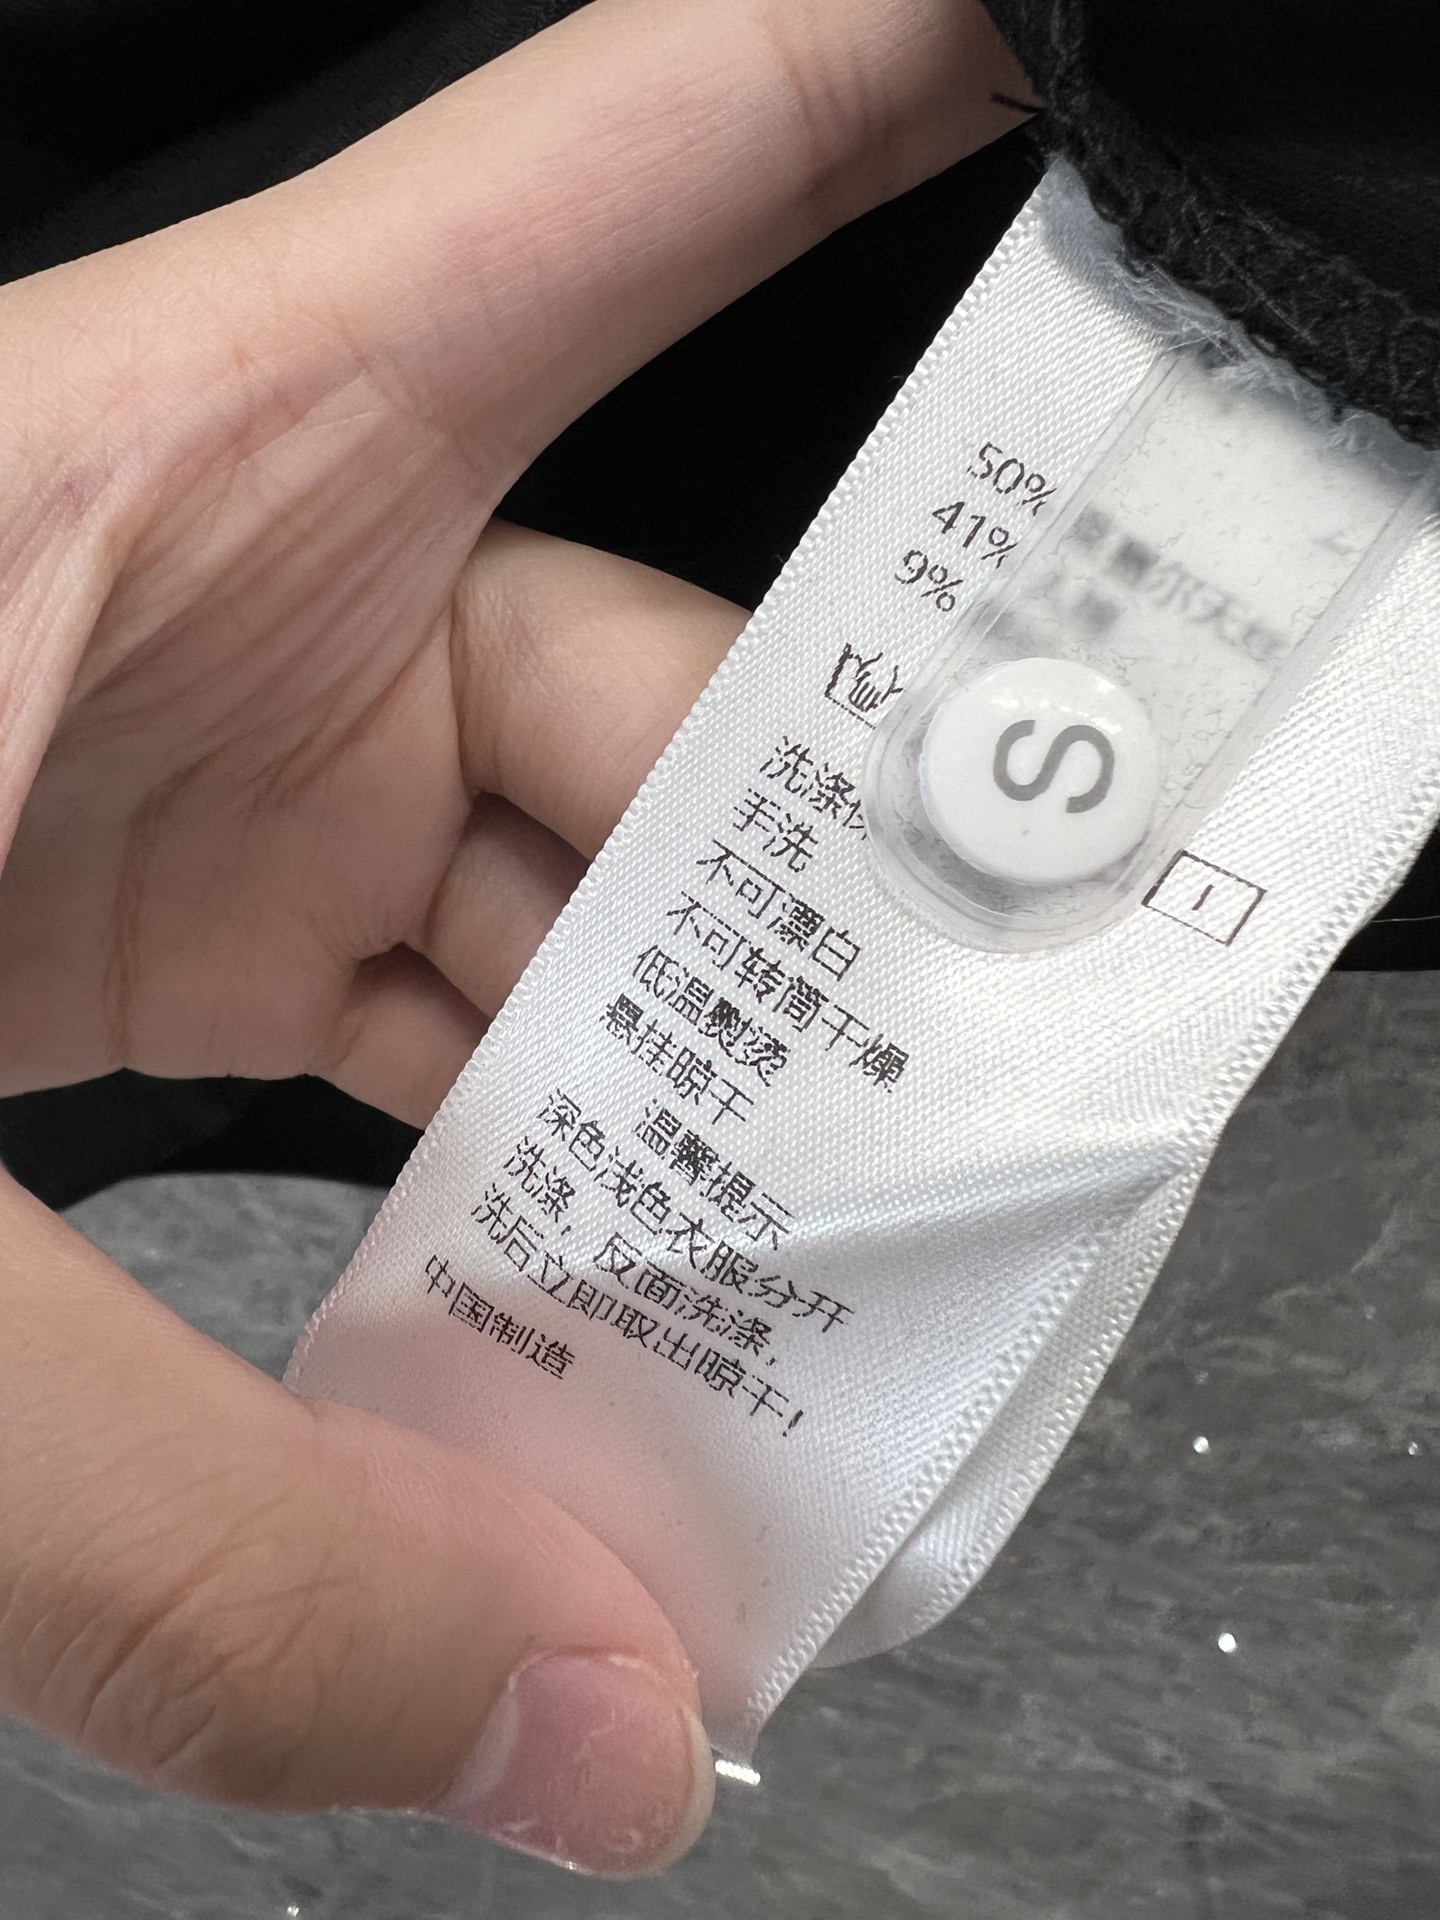 50%
41%
9%
S
洗涤
手洗
不可漂白
不可转筒干燥
低温熨烫
悬挂晾干
温馨提示
深色浅色衣服分开
洗涤，反面洗涤，
洗后立即取出晾干！
中国制造